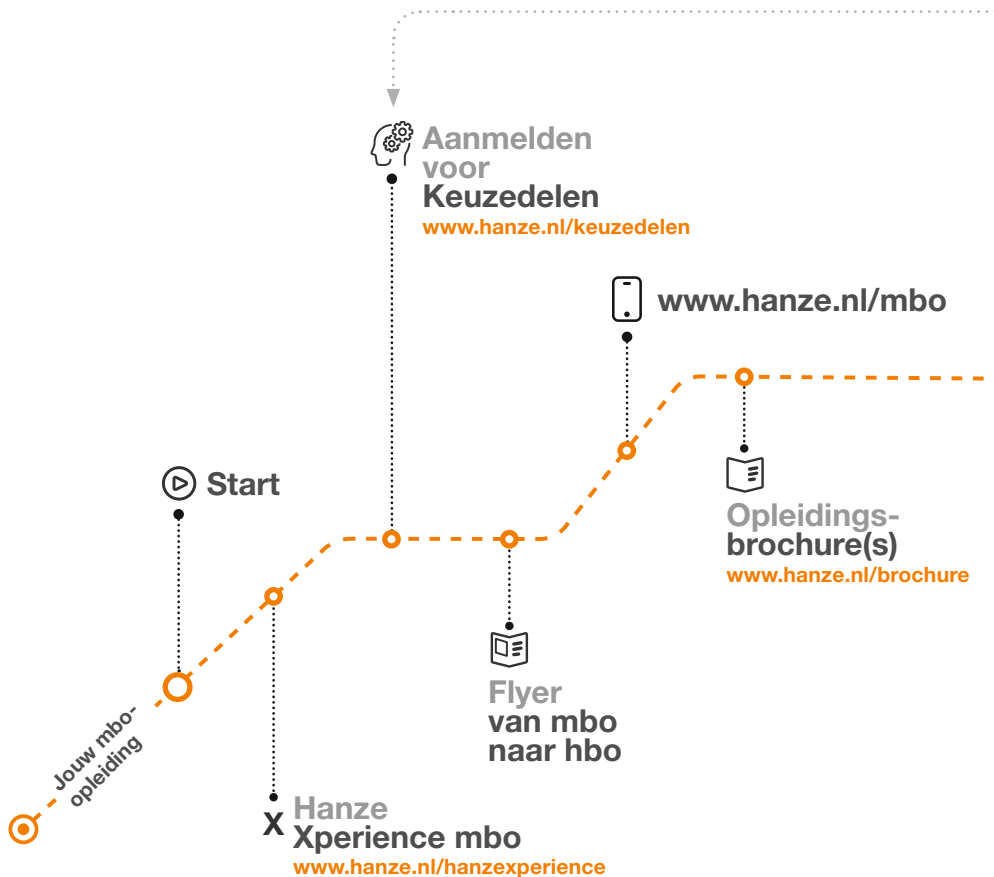 Aanmelden
voor
Keuzedelen
www.hanze.nl/keuzedelen
www.hanze.nl/mbo
Start
Opleidings-
brochure(s)
www.hanze.nl/brochure
Flyer
van mbo
naar hbo
Jouw mbo-
opleiding
X Hanze
Xperience mbo
www.hanze.nl/hanzexperience